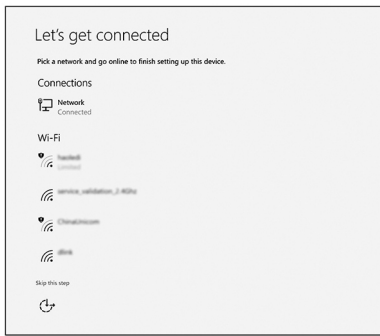 Let's get connected
Pick a network and go online to finish setting up this device.
Connections
Network
Connected
Wi-Fi
Limited
service_validation_2.4Ghz
ChinaUnicom
dlink
Skip this step